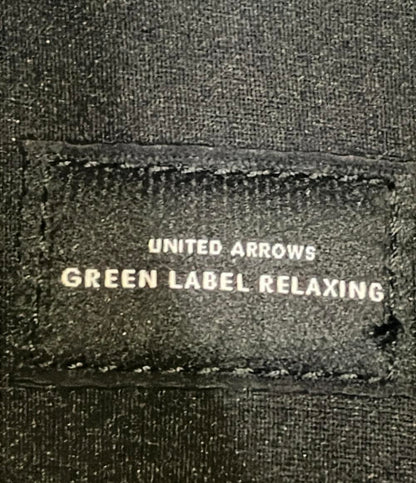 UNITED ARROWS
GREEN LABEL RELAXING